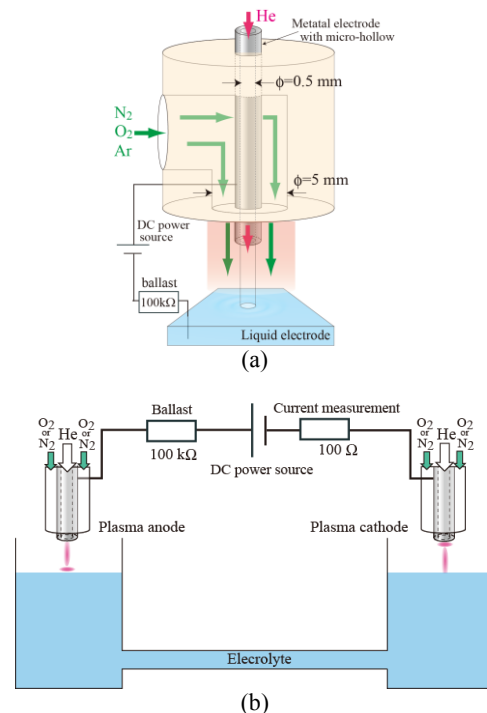 He
Metatal electrode
with micro-hollow
ϕ=0.5 mm
N2
O2
Ar
ϕ=5 mm
DC power
source
ballast
100kΩ
Liquid electrode
(a)
O2 or N2
He
O2 or N2
Ballast
100 kΩ
DC power source
Current measurement
100 Ω
O2 or N2
He
O2 or N2
Plasma anode
Plasma cathode
Elecrolyte
(b)